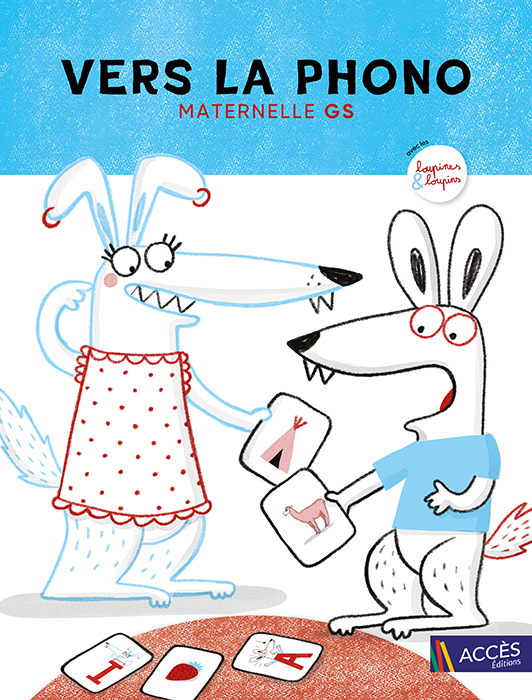 VERS LA PHONO
MATERNELLE GS
avec les
loupines
& loupins
I
A
ACCÈS
Éditions